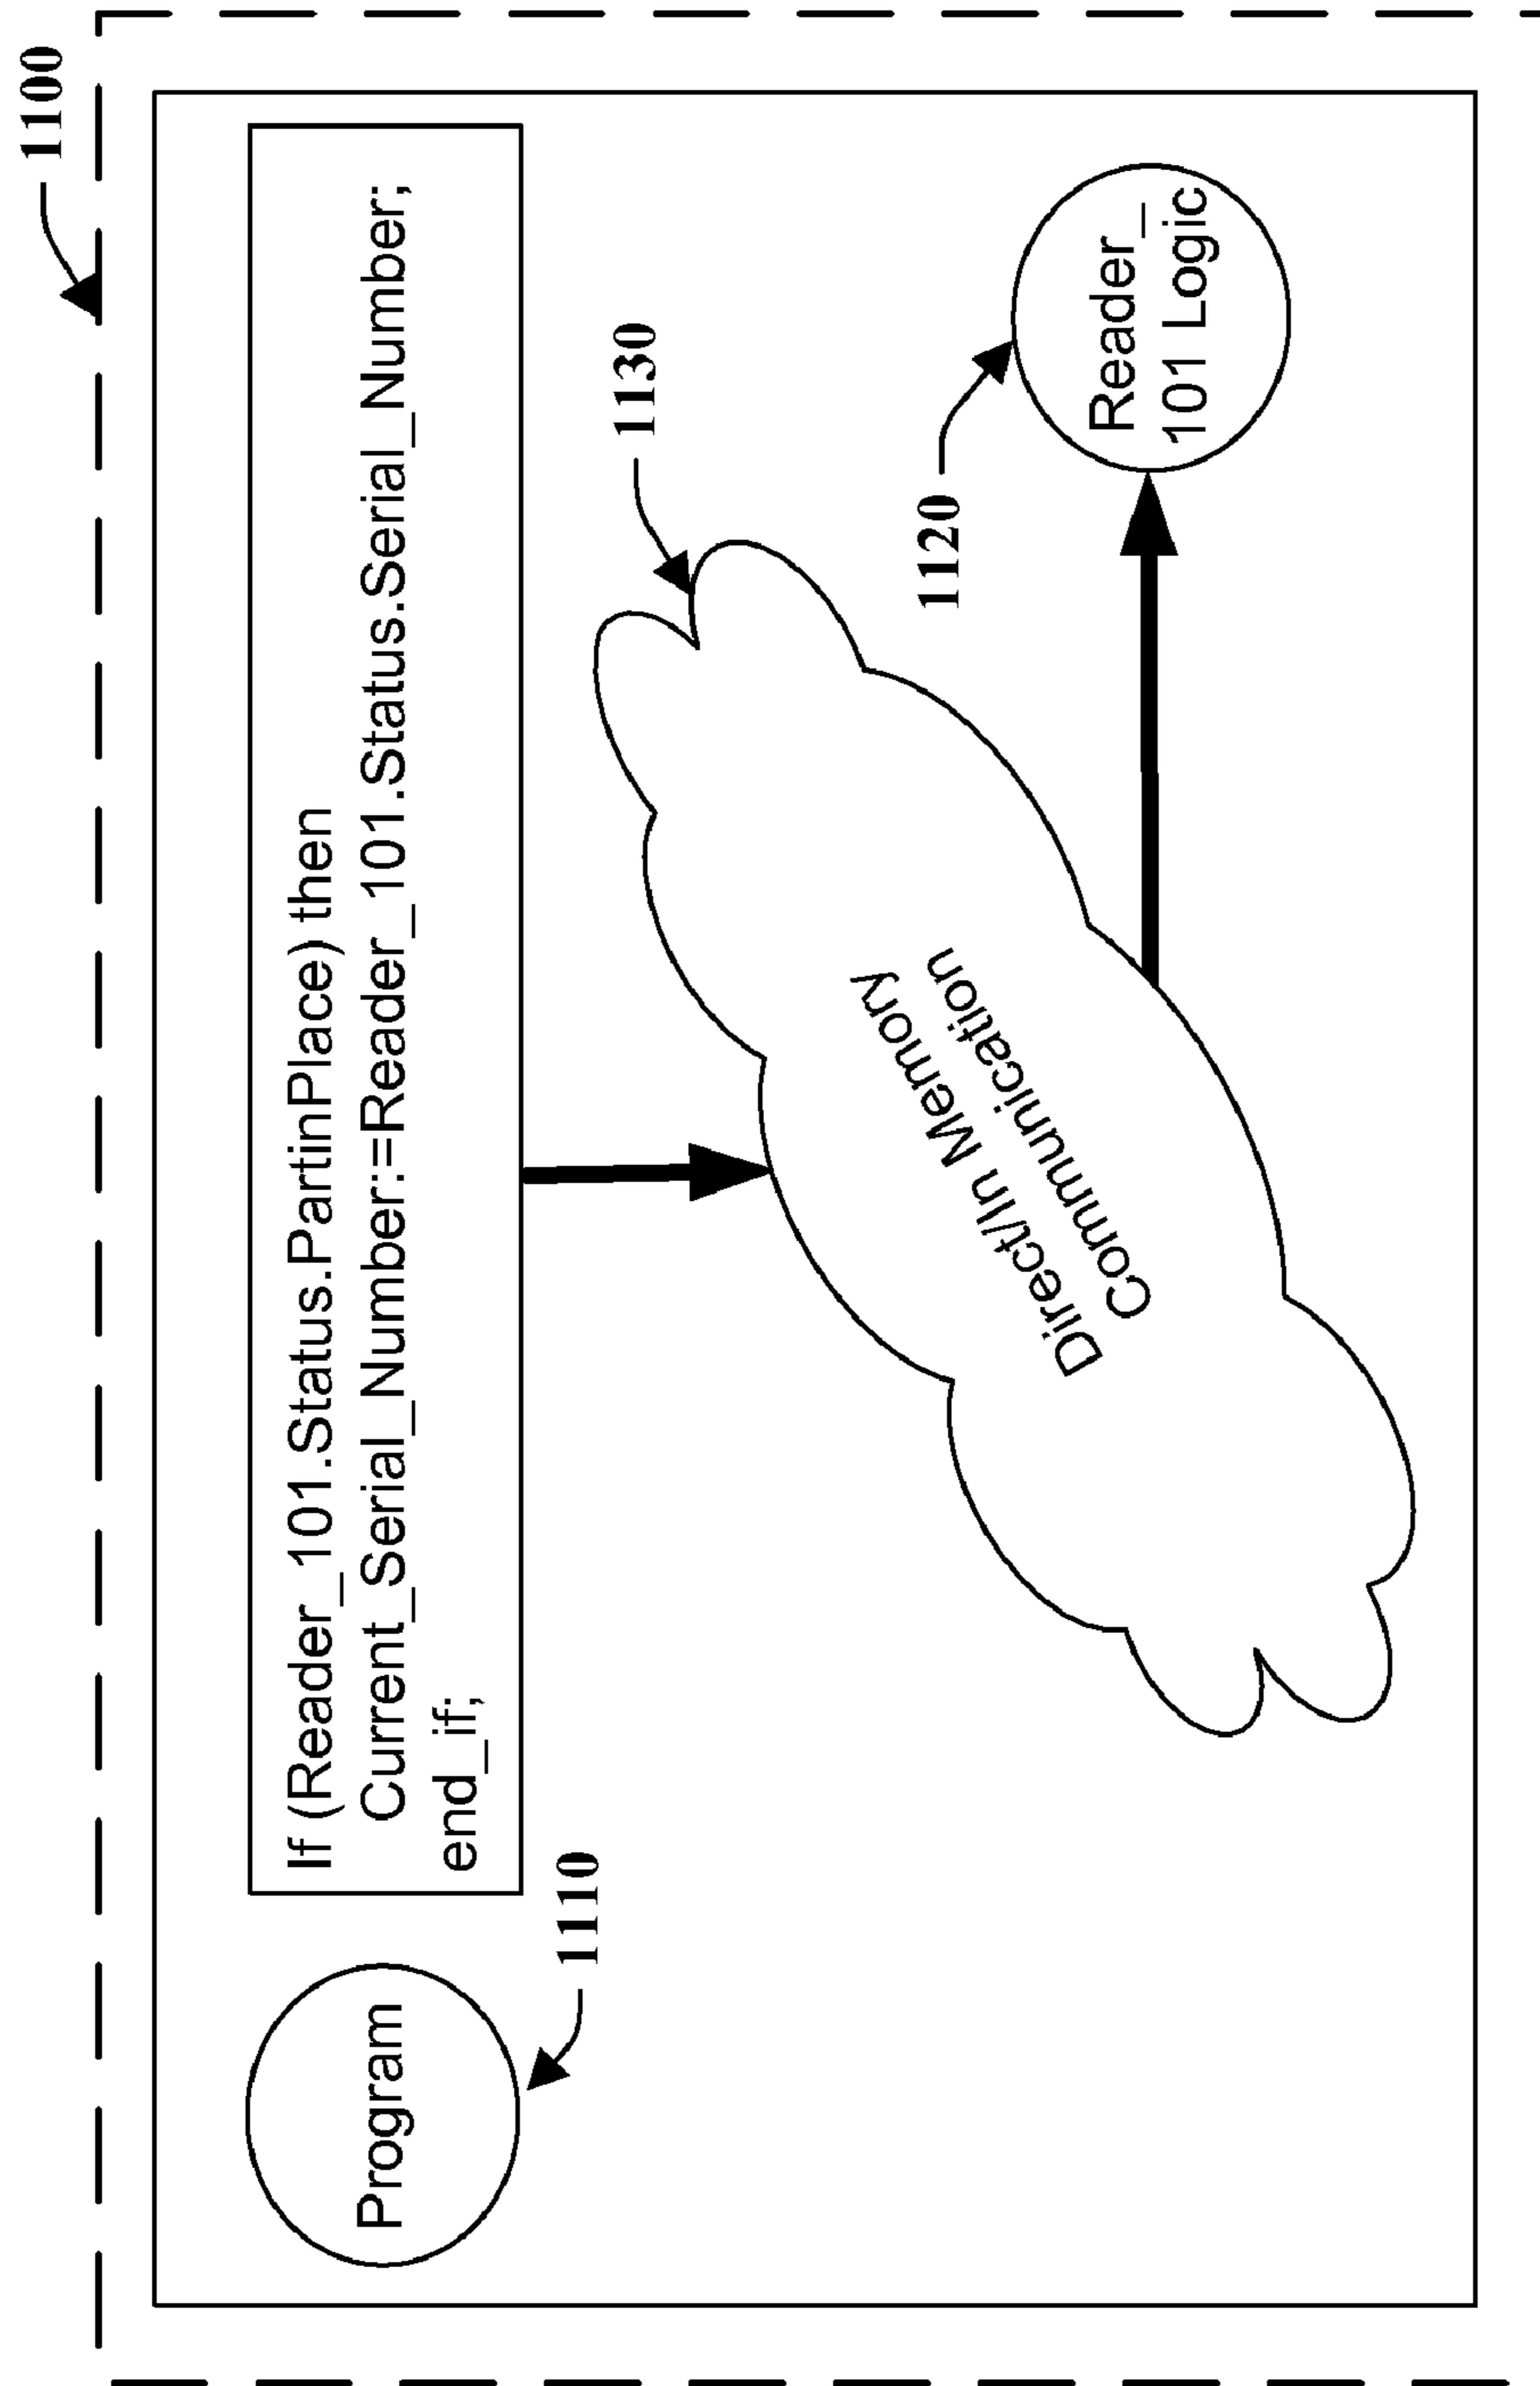 1100
Program
1110
If (Reader_101.Status.PartinPlace) then
Current_Serial_Number:=Reader_101.Status.Serial_Number;
end_if;
1130
Direct/In Memory
Communication
1120
Reader_
101 Logic